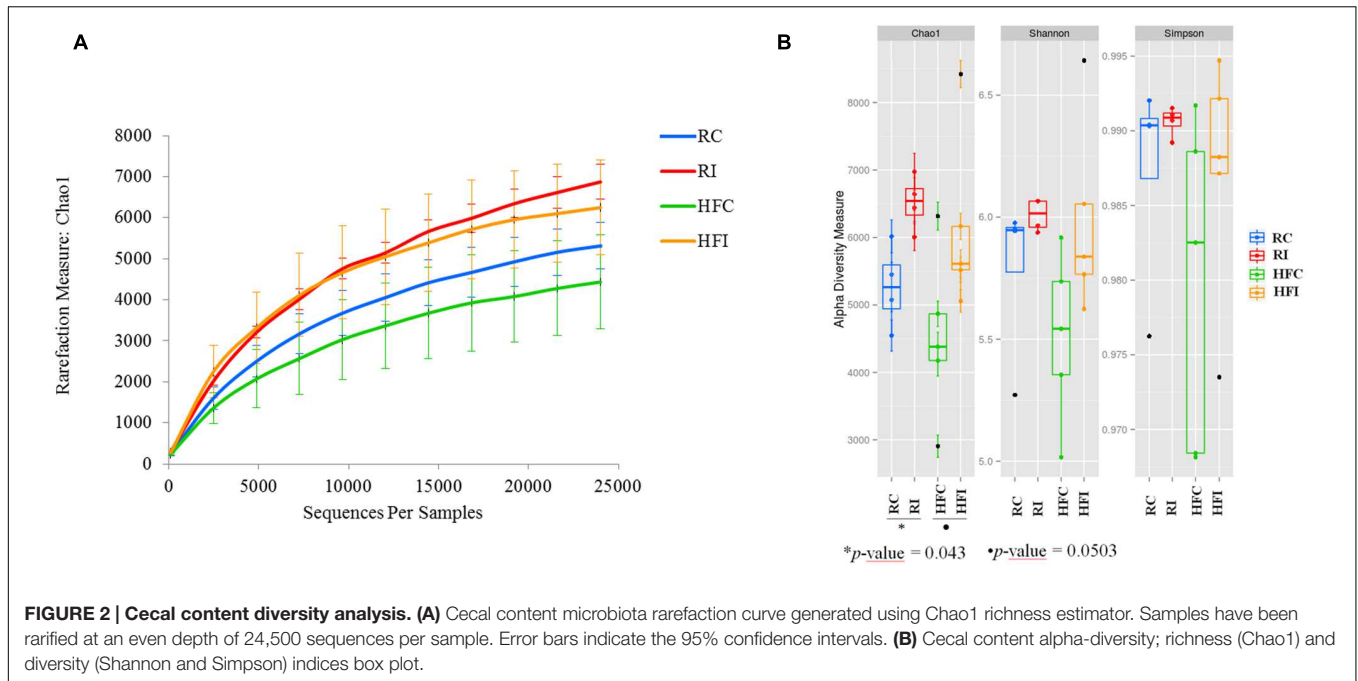 A
Rarefaction Measure: Chao1
8000
7000
6000
5000
4000
3000
2000
1000
0
0 5000 10000 15000 20000 25000
Sequences Per Samples
RC
RI
HFC
HFI
B
Chao1 Shannon Simpson
Alpha Diversity Measure
8000
7000
6000
5000
4000
3000
6.5
6.0
5.5
5.0
0.995
0.990
0.985
0.980
0.975
0.970
RC RI HFC HFI
RC RI HFC HFI
RC RI HFC HFI
* •
*p-value = 0.043 •p-value = 0.0503
RC
RI
HFC
HFI
FIGURE 2 | Cecal content diversity analysis. (A) Cecal content microbiota rarefaction curve generated using Chao1 richness estimator. Samples have been
rarified at an even depth of 24,500 sequences per sample. Error bars indicate the 95% confidence intervals. (B) Cecal content alpha-diversity; richness (Chao1) and
diversity (Shannon and Simpson) indices box plot.